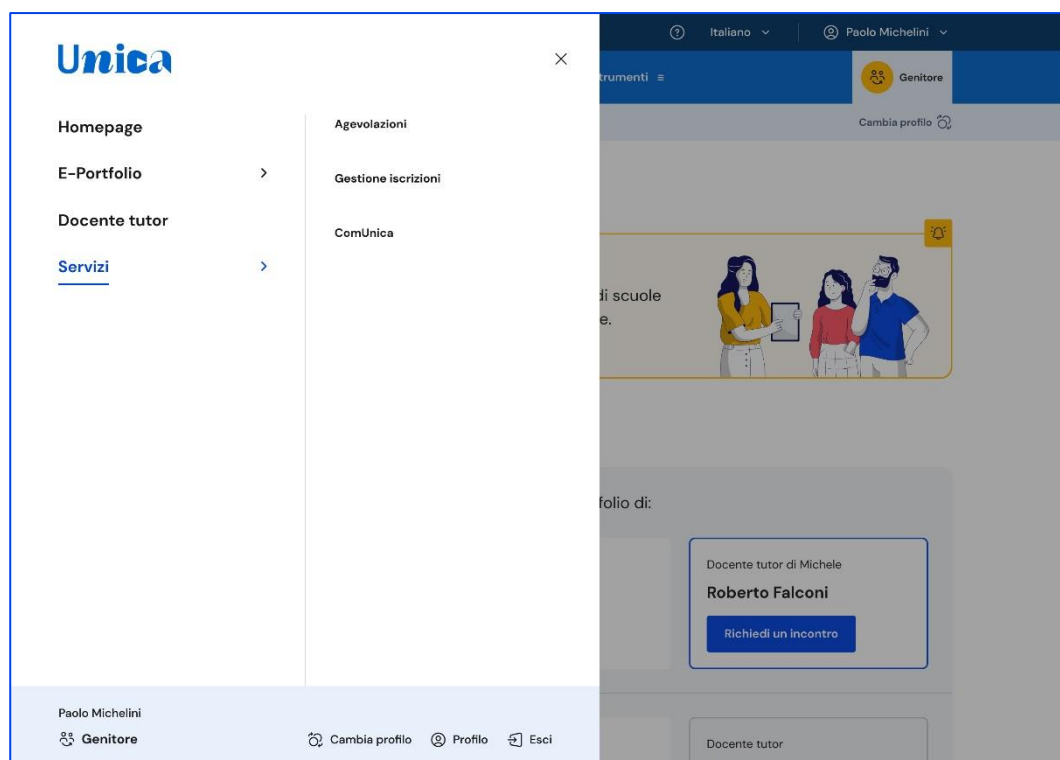 Unica
Homepage
E-Portfolio
Docente tutor
Servizi
Agevolazioni
Gestione iscrizioni
ComUnica
Paolo Michelini
Genitore
Cambia profilo
Profilo
Esci
Italiano
Paolo Michelini
trumenti
Genitore
Cambia profilo
di scuole
e.
folio di:
Docente tutor di Michele
Roberto Falconi
Richiedi un incontro
Docente tutor